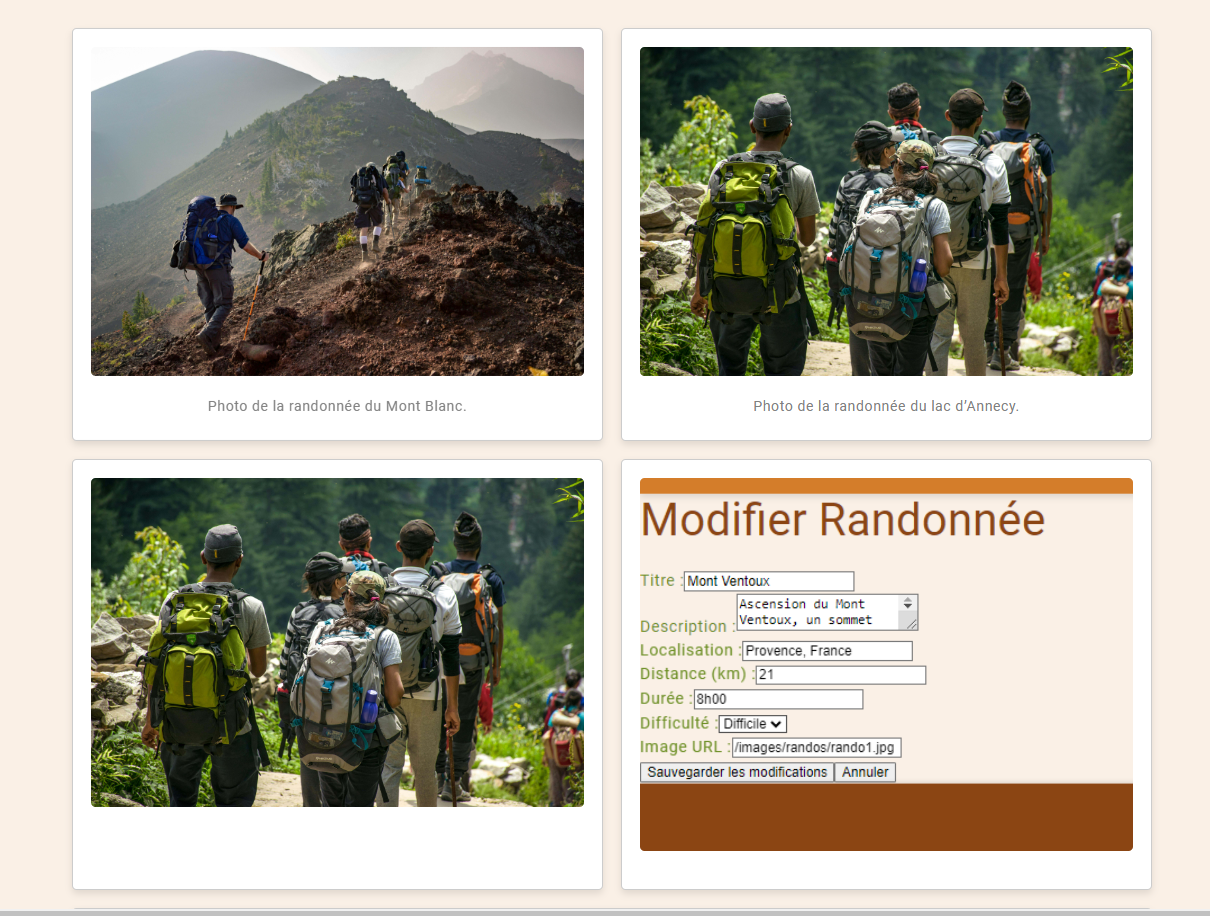 Photo de la randonnée du Mont Blanc.
Photo de la randonnée du lac d’Annecy.
Modifier Randonnée
Titre : Mont Ventoux
Ascension du Mont
Description : Ventoux, un sommet
Localisation : Provence, France
Distance (km) : 21
Durée : 8h00
Difficulté : Difficile
Image URL : /images/randos/rando1.jpg
Sauvegarder les modifications Annuler